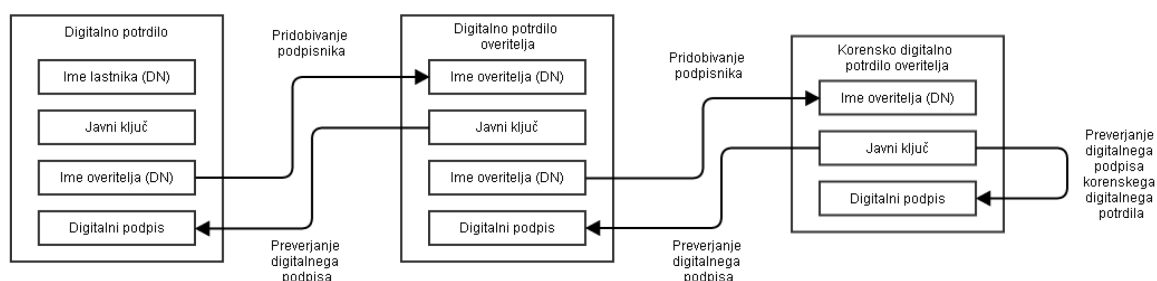 Digitalno potrdilo
Ime lastnika (DN)
Javni ključ
Ime overitelja (DN)
Digitalni podpis
Pridobivanje
podpisnika
Preverjanje
digitalnega
podpisa
Digitalno potrdilo
overitelja
Ime overitelja (DN)
Javni ključ
Ime overitelja (DN)
Digitalni podpis
Pridobivanje
podpisnika
Preverjanje
digitalnega
podpisa
Korensko digitalno
potrdilo overitelja
Ime overitelja (DN)
Javni ključ
Digitalni podpis
Preverjanje
digitalnega
podpisa
korenskega
digitalnega
potrdila